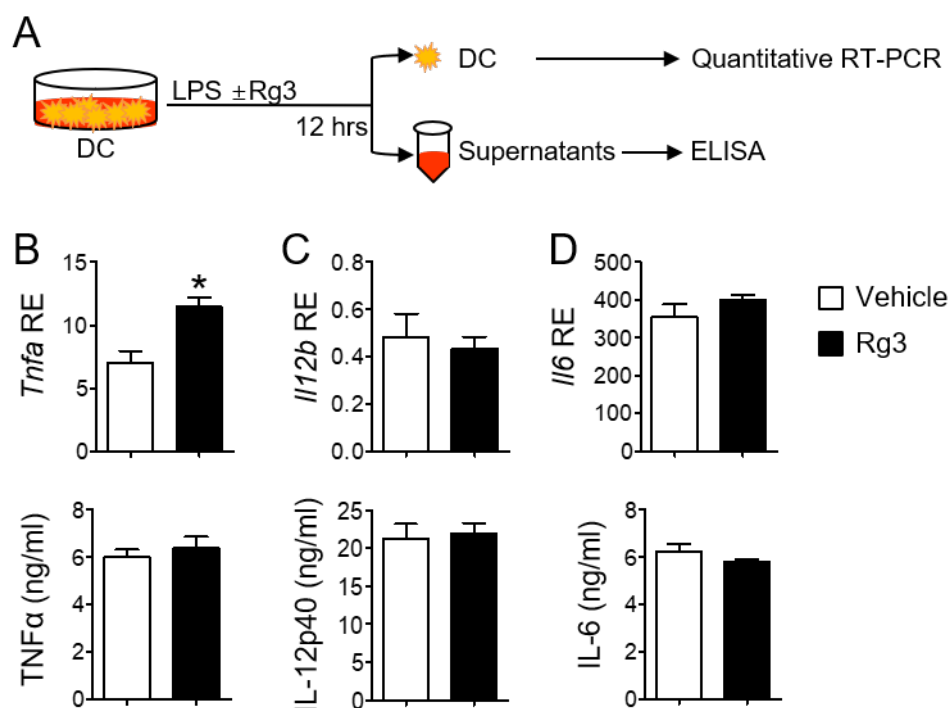 A
LPS ±Rg3
12 hrs
DC
DC
Quantitative RT-PCR
Supernatants
ELISA
B
Tnfa RE
15
10
5
0
*
C
Il12b RE
0.8
0.6
0.4
0.2
0.0
D
Il6 RE
500
400
300
200
100
0
Vehicle
Rg3
TNFα (ng/ml)
8
6
4
2
0
IL-12p40 (ng/ml)
25
20
15
10
5
0
IL-6 (ng/ml)
8
6
4
2
0